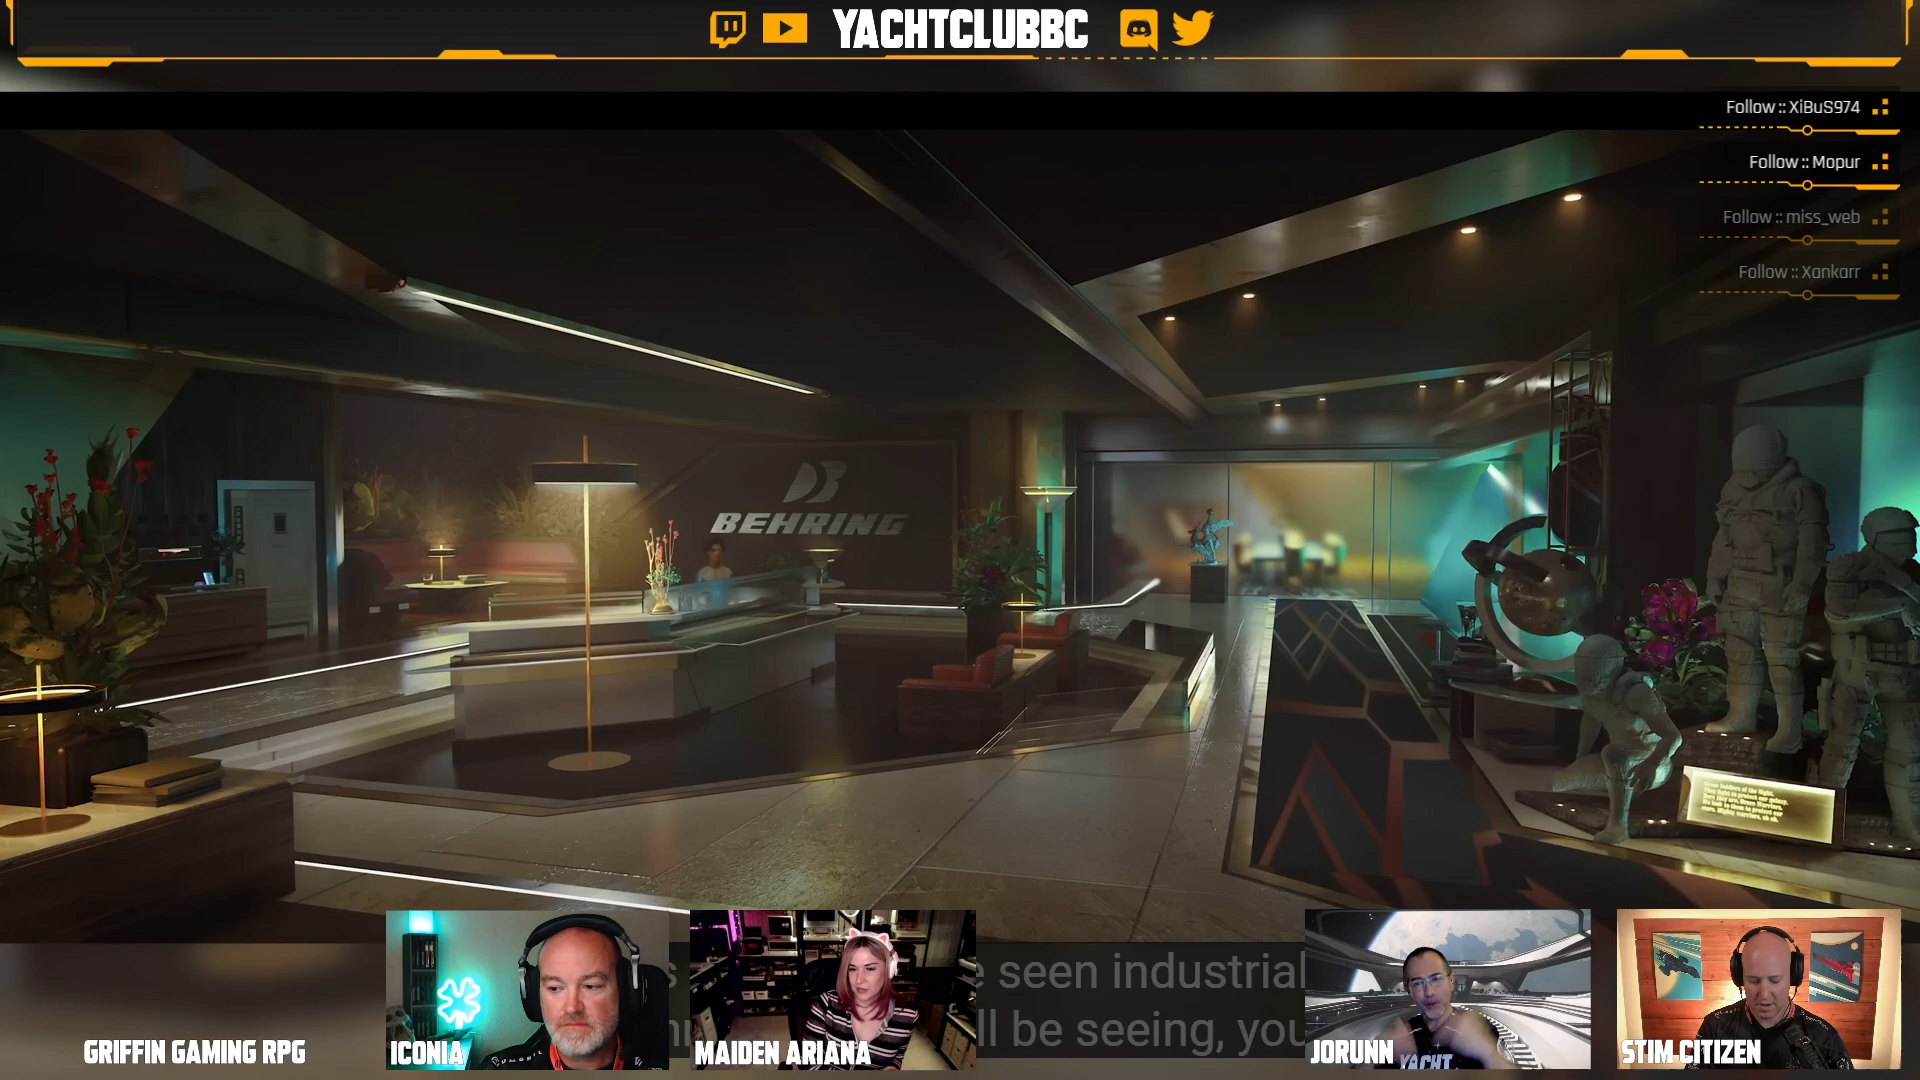 YACHTCLUBBC
Follow :: XiBuS974
Follow :: Mopur
Follow :: miss_web
Follow :: Xankarr
BEHRING
seen industrial
be seeing, you
GRIFFIN GAMING RPG
ICONIA
MAIDEN ARIANA
JORUNN
YACHT
STIM CITIZEN